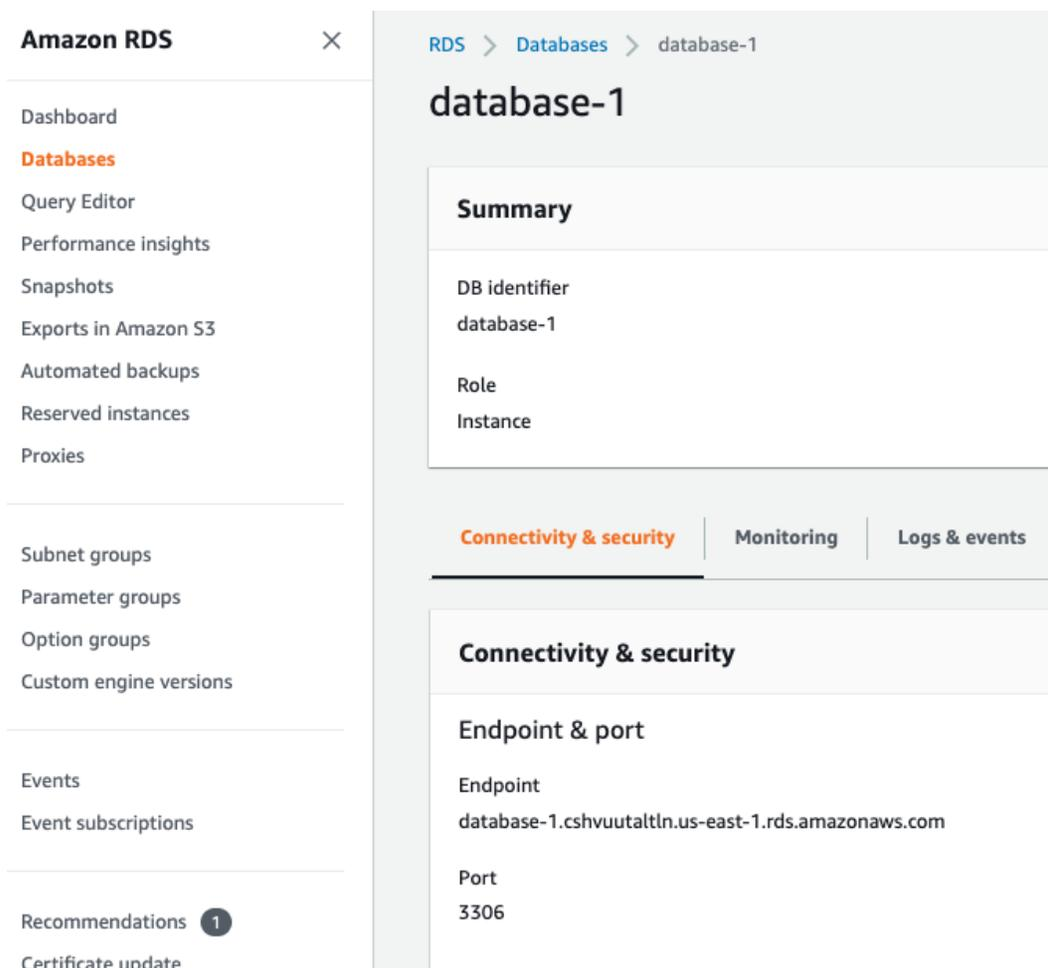 Amazon RDS
Dashboard
Databases
Query Editor
Performance insights
Snapshots
Exports in Amazon S3
Automated backups
Reserved instances
Proxies
Subnet groups
Parameter groups
Option groups
Custom engine versions
Events
Event subscriptions
Recommendations 1
Certificate update
RDS > Databases > database-1
database-1
Summary
DB identifier
database-1
Role
Instance
Connectivity & security
Monitoring
Logs & events
Connectivity & security
Endpoint & port
Endpoint
database-1.cshvuutaltln.us-east-1.rds.amazonaws.com
Port
3306